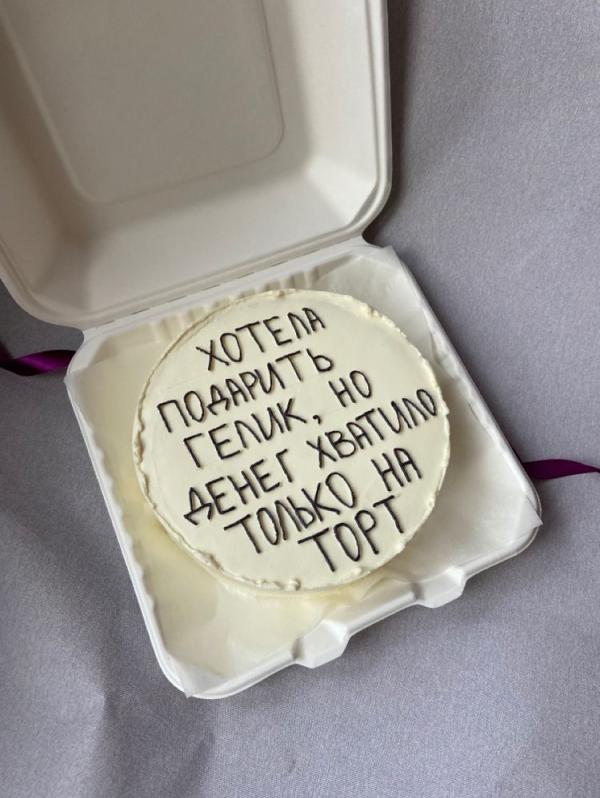 ХОТЕЛА
ПОДАРИТЬ
ГЕЛИК, НО
ДЕНЕГ ХВАТИЛО
ТОЛЬКО НА
ТОРТ